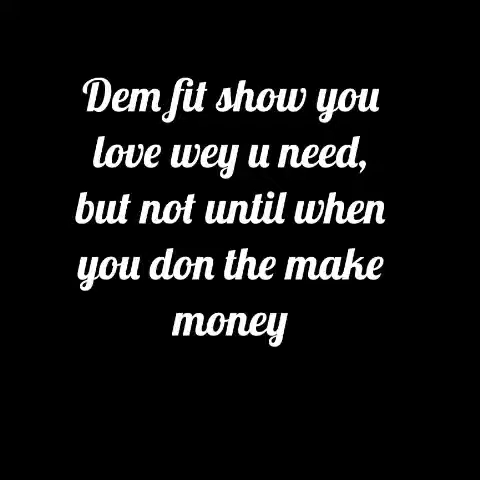 Dem fit show you
love wey u need,
but not until when
you don the make
money